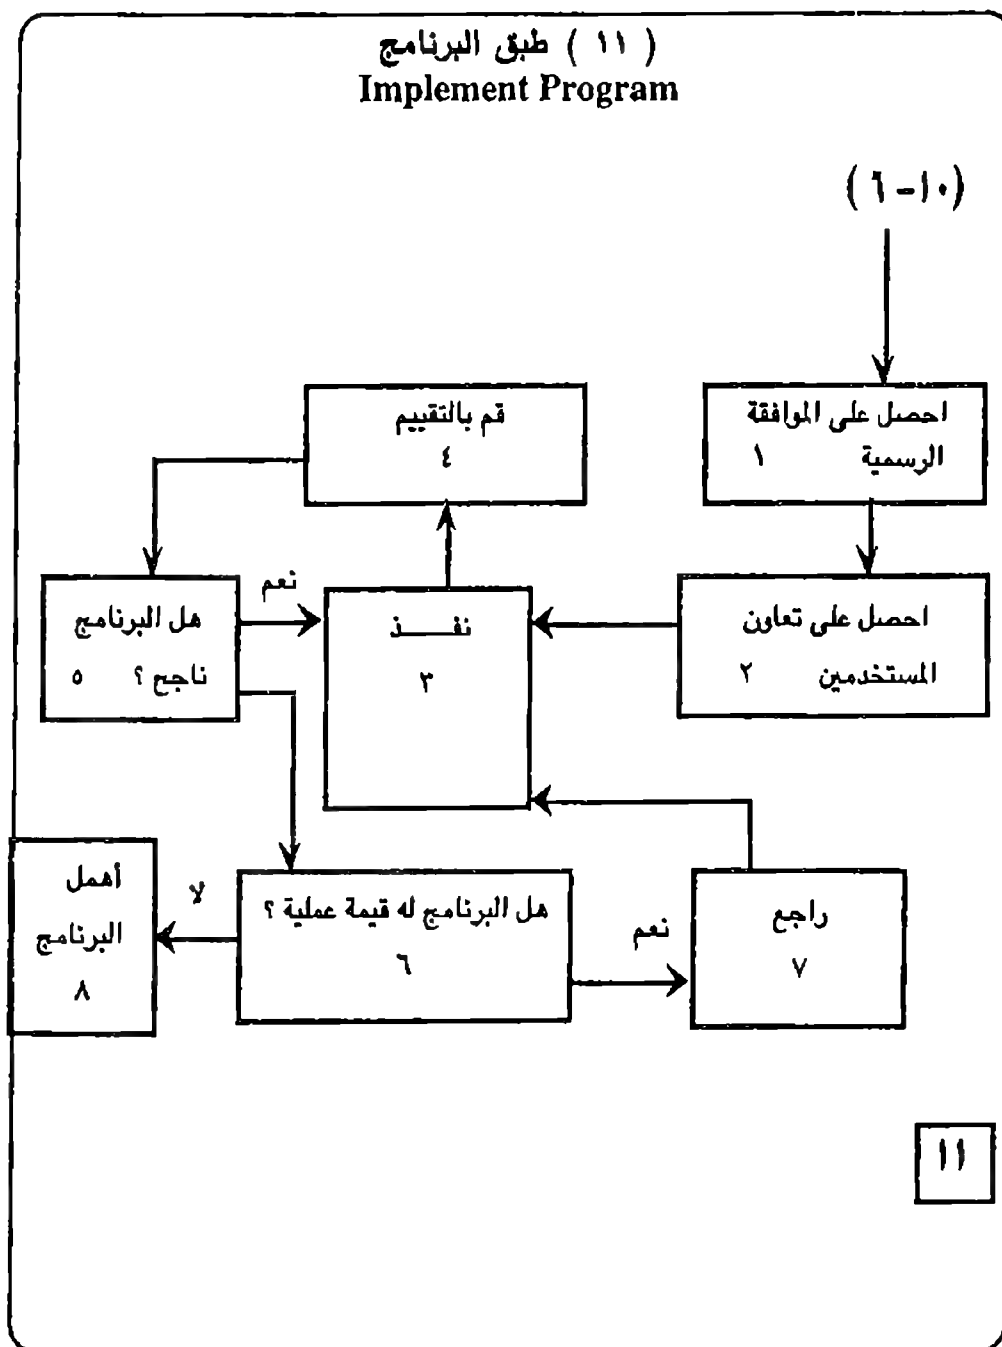 ( ١١ ) طبق البرنامج
Implement Program
( ١٠-٦ )
احصل على الموافقة
الرسمية ١
احصل على تعاون
المستخدمين ٢
نفـــــذ
٣
قم بالتقييم
٤
هل البرنامج
ناجح ؟ ٥
نعم
هل البرنامج له قيمة عملية ؟
٦
نعم
راجع
٧
لا
أهمل
البرنامج
٨
١١